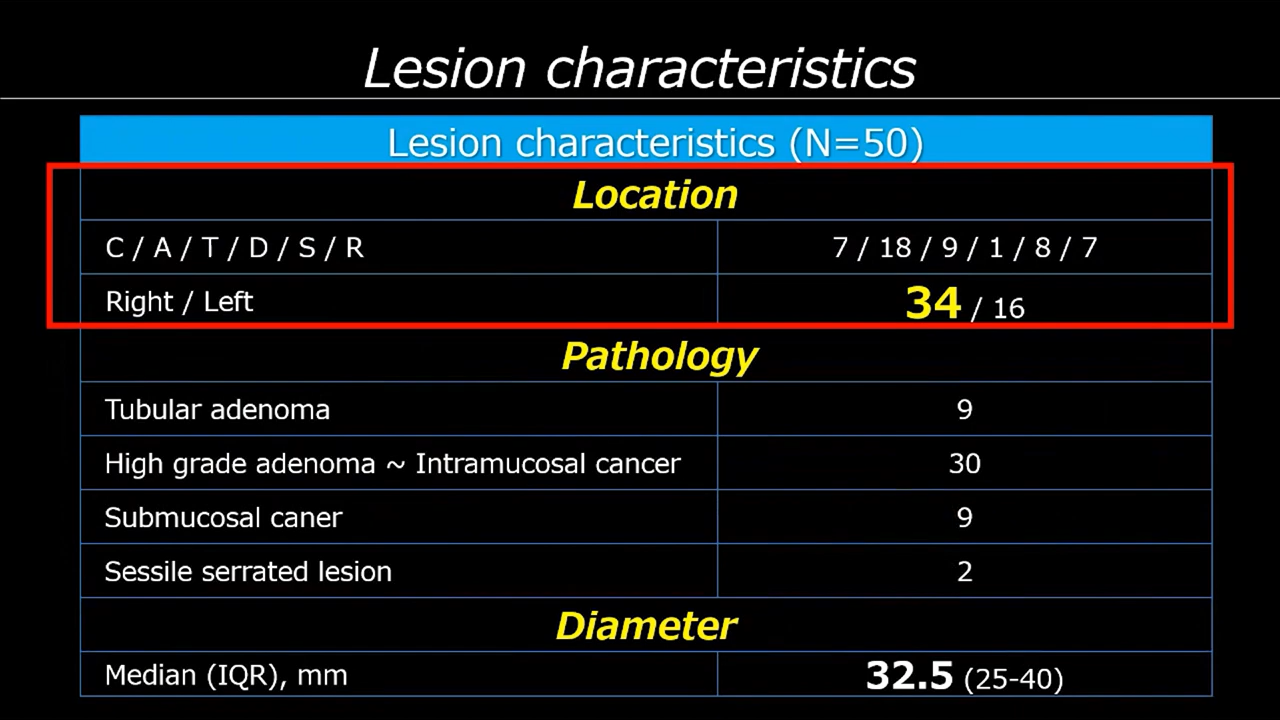 Lesion characteristics
Lesion characteristics (N=50)
Location
C / A / T / D / S / R 7 / 18 / 9 / 1 / 8 / 7
Right / Left 34 / 16
Pathology
Tubular adenoma 9
High grade adenoma ~ Intramucosal cancer 30
Submucosal caner 9
Sessile serrated lesion 2
Diameter
Median (IQR), mm 32.5 (25-40)